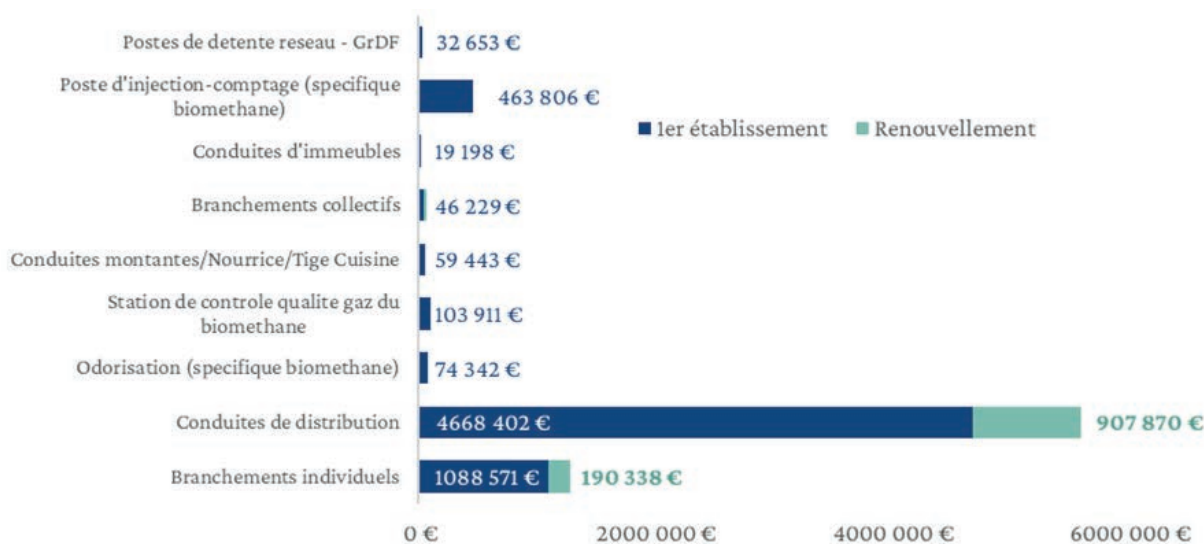 Postes de detente reseau - GrDF
32 653 €
Poste d'injection-comptage (specifique
biomethane)
463 806 €
1er établissement
Renouvellement
Conduites d'immeubles
19 198 €
Branchements collectifs
46 229 €
Conduites montantes/Nourrice/Tige Cuisine
59 443 €
Station de controle qualite gaz du
biomethane
103 911 €
Odorisation (specifique biomethane)
74 342 €
Conduites de distribution
4668 402 €
907 870 €
Branchements individuels
1088 571 €
190 338 €
0 €
2000 000 €
4000 000 €
6000 000 €